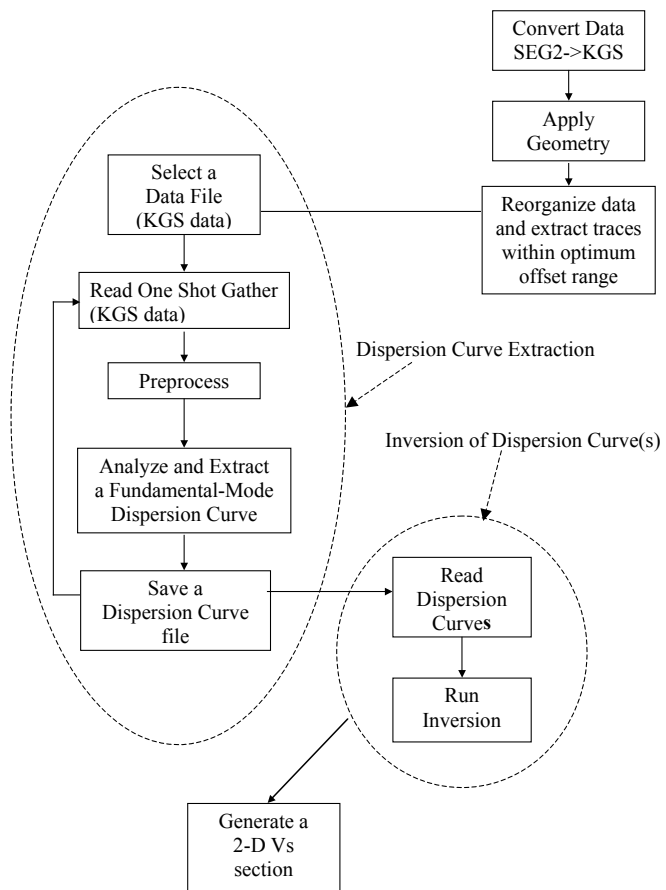 Convert Data
SEG2->KGS
Apply
Geometry
Reorganize data
and extract traces
within optimum
offset range
Select a
Data File
(KGS data)
Read One Shot Gather
(KGS data)
Preprocess
Analyze and Extract
a Fundamental-Mode
Dispersion Curve
Save a
Dispersion Curve
file
Dispersion Curve Extraction
Inversion of Dispersion Curve(s)
Read
Dispersion
Curves
Run
Inversion
Generate a
2-D Vs
section